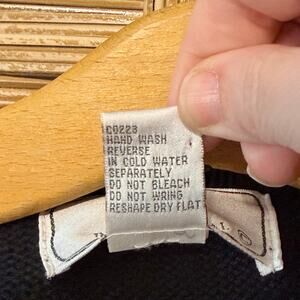 C0223
HAND WASH
REVERSE
IN COLD WATER
SEPARATELY
DO NOT BLEACH
DO NOT WRING
RESHAPE DRY FLAT